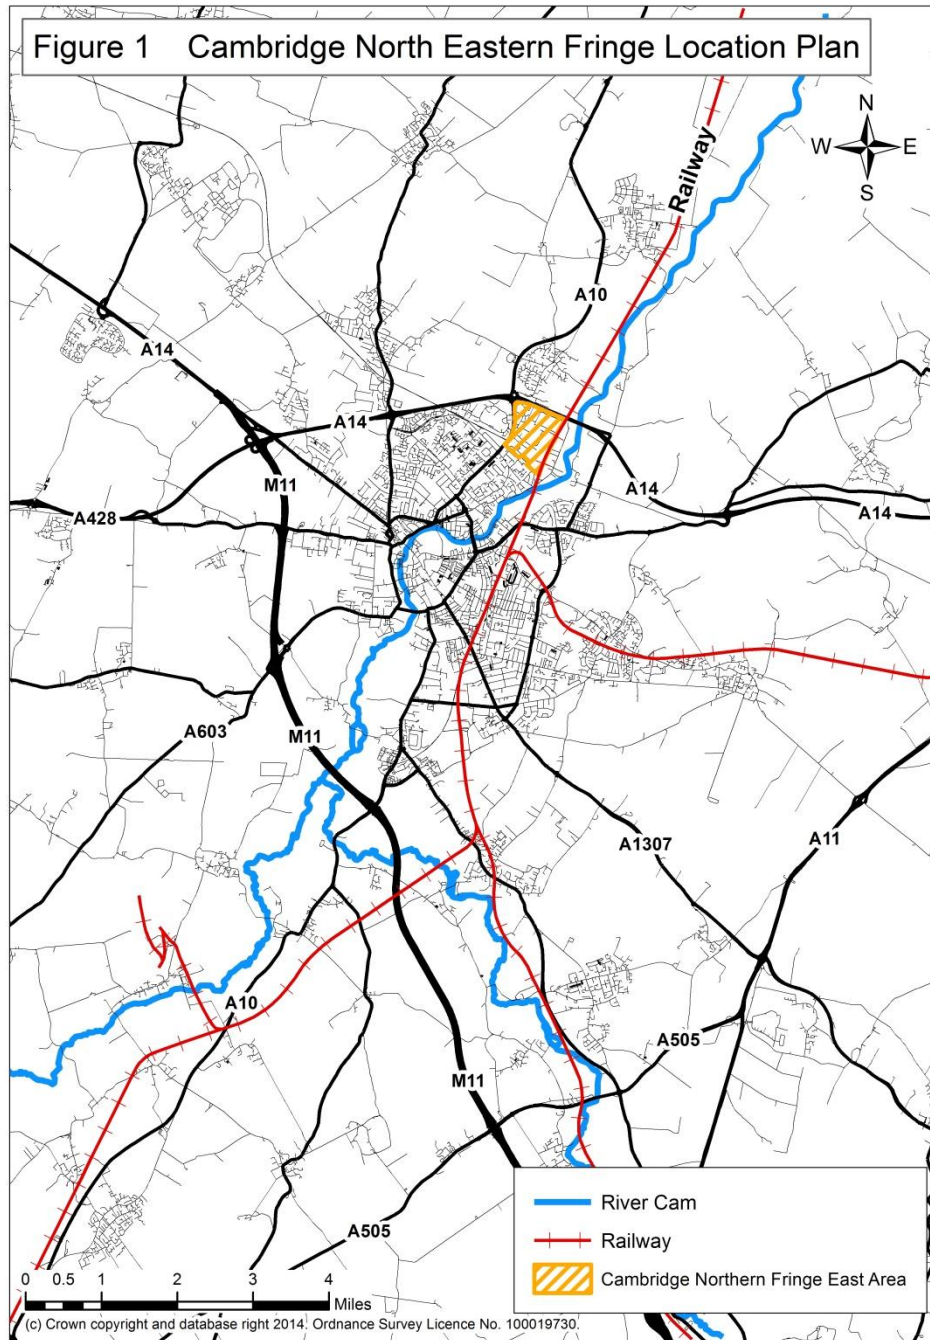 Figure 1 Cambridge North Eastern Fringe Location Plan
N
W E
S
Railway
A10
A14
A14
M11
A14
A14
A428
A603
M11
A1307
A11
A10
A505
M11
A505
River Cam
Railway
Cambridge Northern Fringe East Area
0 0.5 1 2 3 4
Miles
(c) Crown copyright and database right 2014. Ordnance Survey Licence No. 100019730.